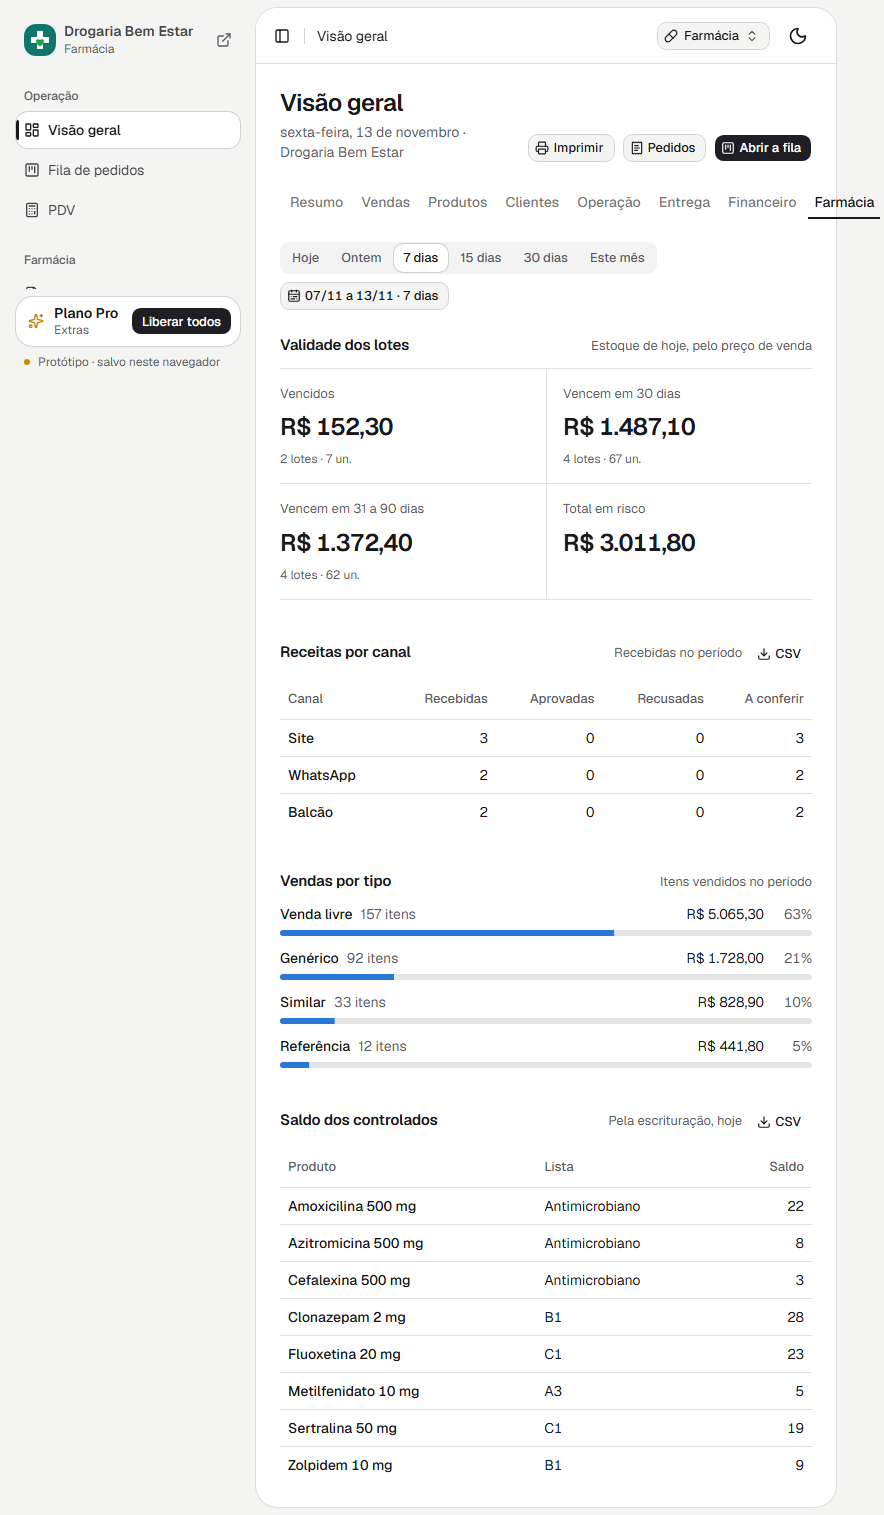 Drogaria Bem Estar
Farmácia
Operação
Visão geral
Fila de pedidos
PDV
Farmácia
Plano Pro
Extras
Liberar todos
Protótipo · salvo neste navegador
Visão geral
Farmácia
Visão geral
sexta-feira, 13 de novembro ·
Drogaria Bem Estar
Imprimir
Pedidos
Abrir a fila
Resumo Vendas Produtos Clientes Operação Entrega Financeiro Farmácia
Hoje Ontem 7 dias 15 dias 30 dias Este mês
07/11 a 13/11 · 7 dias
Validade dos lotes
Estoque de hoje, pelo preço de venda
Vencidos
R$ 152,30
2 lotes · 7 un.
Vencem em 30 dias
R$ 1.487,10
4 lotes · 67 un.
Vencem em 31 a 90 dias
R$ 1.372,40
4 lotes · 62 un.
Total em risco
R$ 3.011,80
Receitas por canal
Recebidas no período
CSV
Canal Recebidas Aprovadas Recusadas A conferir
Site 3 0 0 3
WhatsApp 2 0 0 2
Balcão 2 0 0 2
Vendas por tipo
Itens vendidos no período
Venda livre 157 itens R$ 5.065,30 63%
Genérico 92 itens R$ 1.728,00 21%
Similar 33 itens R$ 828,90 10%
Referência 12 itens R$ 441,80 5%
Saldo dos controlados
Pela escrituração, hoje
CSV
Produto Lista Saldo
Amoxicilina 500 mg Antimicrobiano 22
Azitromicina 500 mg Antimicrobiano 8
Cefalexina 500 mg Antimicrobiano 3
Clonazepam 2 mg B1 28
Fluoxetina 20 mg C1 23
Metilfenidato 10 mg A3 5
Sertralina 50 mg C1 19
Zolpidem 10 mg B1 9